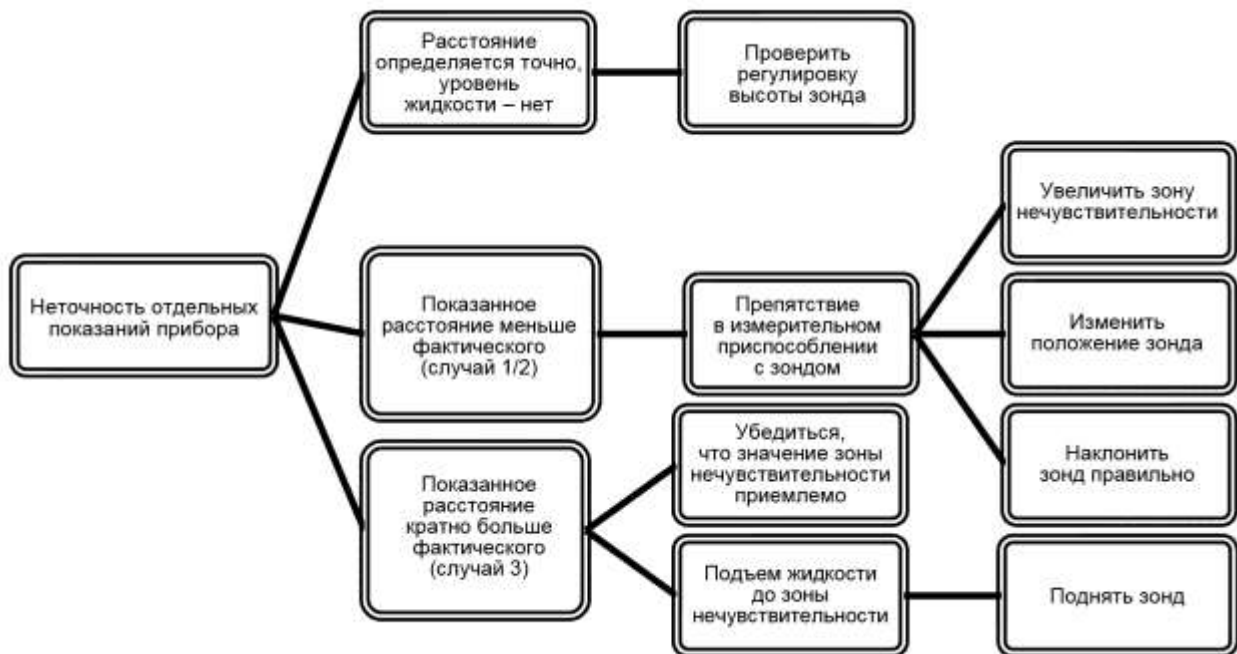 Расстояние
определяется точно,
уровень
жидкости – нет
Проверить
регулировку
высоты зонда
Увеличить зону
нечувствительности
Неточность отдельных
показаний прибора
Показанное
расстояние меньше
фактического
(случай 1/2)
Препятствие
в измерительном
приспособлении
с зондом
Изменить
положение зонда
Наклонить
зонд правильно
Показанное
расстояние
кратно больше
фактического
(случай 3)
Убедиться,
что значение зоны
нечувствительности
приемлемо
Подъем жидкости
до зоны
нечувствительности
Поднять зонд